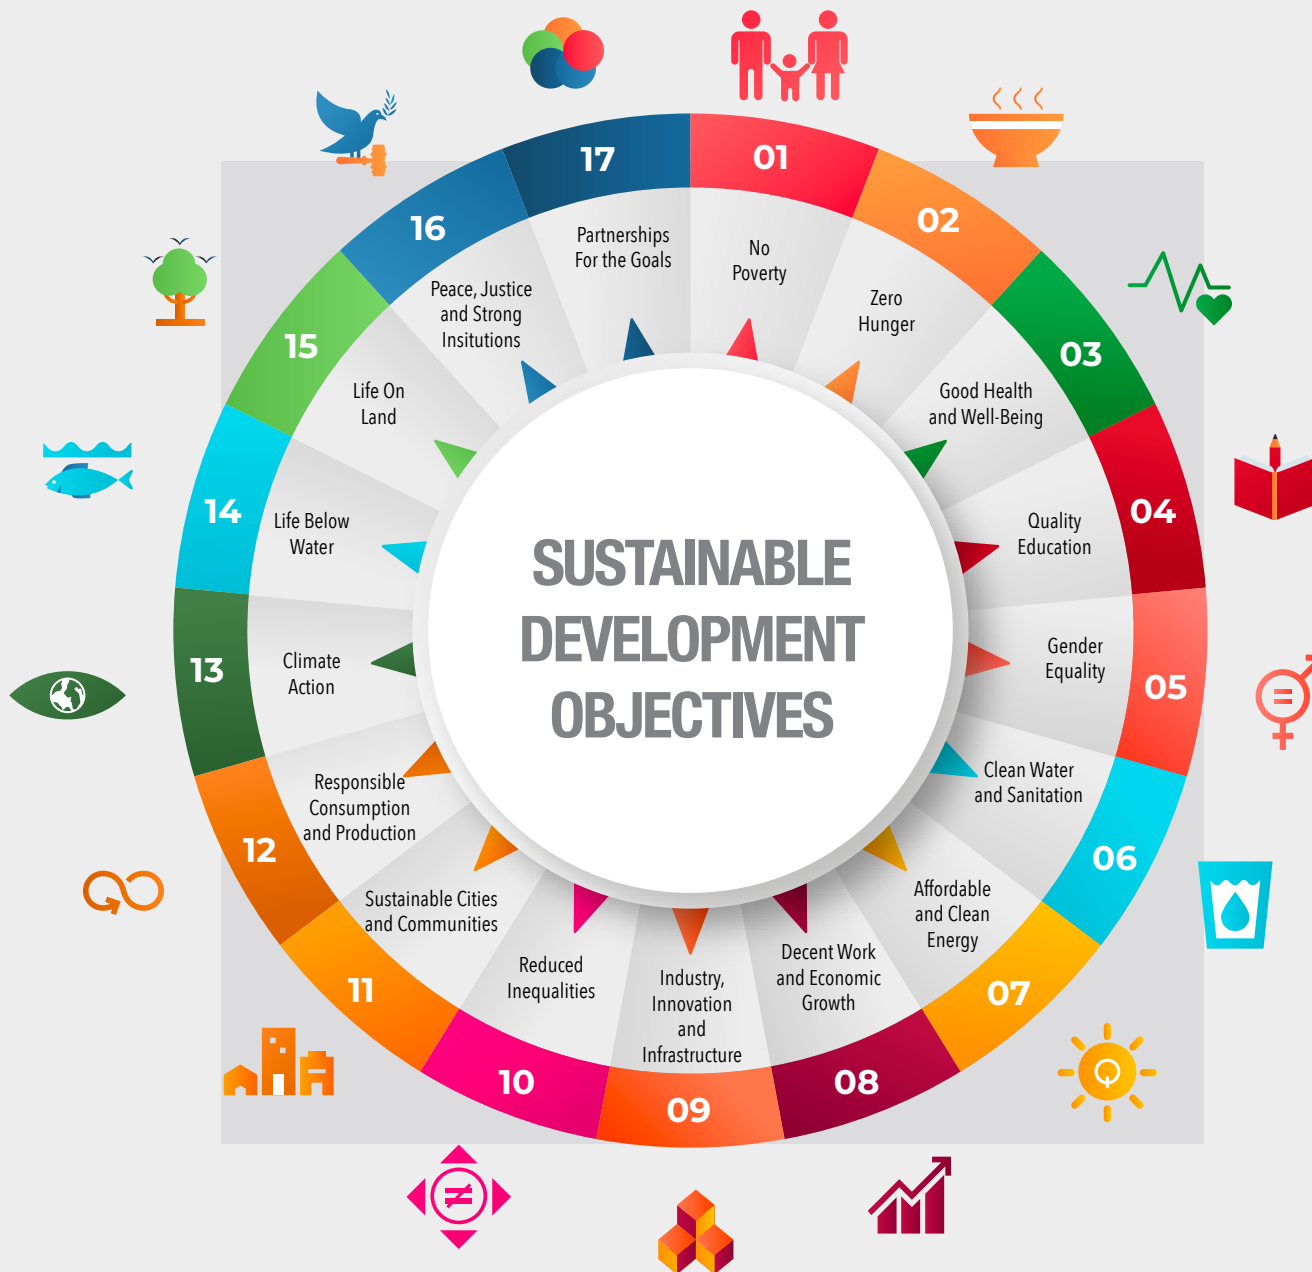 SUSTAINABLE
DEVELOPMENT
OBJECTIVES
01
No
Poverty
02
Zero
Hunger
03
Good Health
and Well-Being
04
Quality
Education
05
Gender
Equality
06
Clean Water
and Sanitation
07
Affordable
and Clean
Energy
08
Decent Work
and Economic
Growth
09
Industry,
Innovation
and
Infrastructure
10
Reduced
Inequalities
11
Sustainable Cities
and Communities
12
Responsible
Consumption
and Production
13
Climate
Action
14
Life Below
Water
15
Life On
Land
16
Peace, Justice
and Strong
Insitutions
17
Partnerships
For the Goals